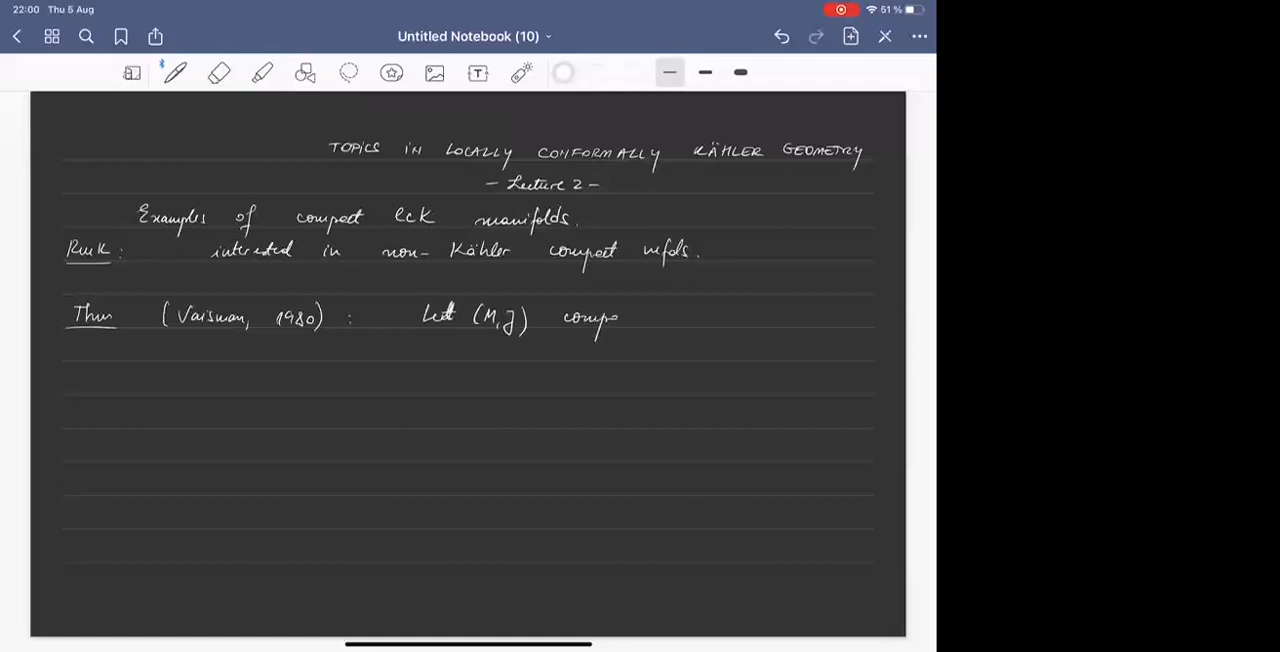 22:00 Thu 5 Aug
51 %
Untitled Notebook (10)
TOPICS IN LOCALLY CONFORMALLY KÄHLER GEOMETRY
- Lecture 2 -
Examples of compact lcK manifolds.
Rmk: interested in non-Kähler compact mfds.
Thm (Vaisman, 1980): Let (M,J) compa